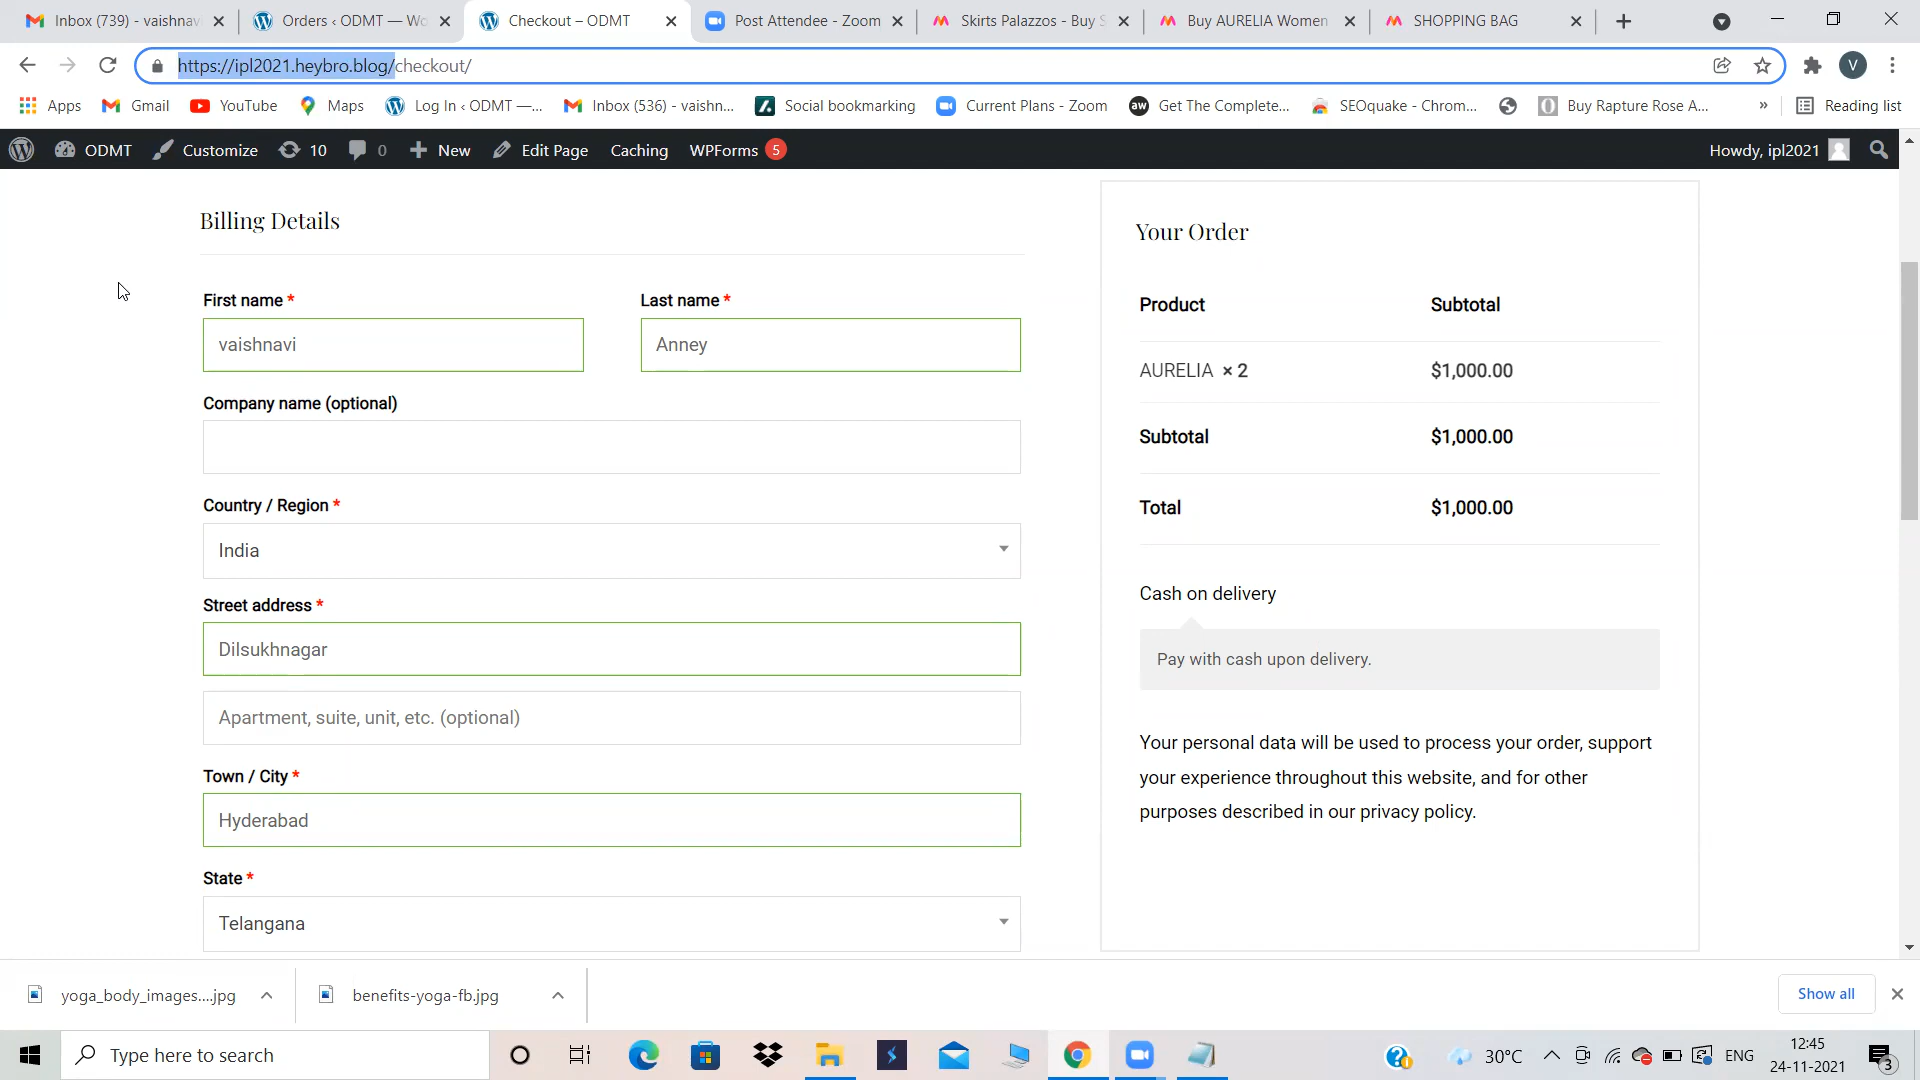 Inbox (739) - vaishnav
Orders ‹ ODMT — Wo
Checkout – ODMT
Post Attendee - Zoom
Skirts Palazzos - Buy S
Buy AURELIA Women
SHOPPING BAG
https://ipl2021.heybro.blog/checkout/
V
Apps
Gmail
YouTube
Maps
Log In ‹ ODMT —...
Inbox (536) - vaishn...
Social bookmarking
Current Plans - Zoom
aw
Get The Complete...
SEOquake - Chrom...
Buy Rapture Rose A...
»
Reading list
ODMT
Customize
10
0
New
Edit Page
Caching
WPForms
5
Howdy, ipl2021
Billing Details
First name *
Last name *
vaishnavi
Anney
Company name (optional)
Country / Region *
India
Street address *
Dilsukhnagar
Apartment, suite, unit, etc. (optional)
Town / City *
Hyderabad
State *
Telangana
Your Order
Product Subtotal
AURELIA × 2 $1,000.00
Subtotal $1,000.00
Total $1,000.00
Cash on delivery
Pay with cash upon delivery.
Your personal data will be used to process your order, support
your experience throughout this website, and for other
purposes described in our privacy policy.
yoga_body_images....jpg
benefits-yoga-fb.jpg
Show all
Type here to search
30°C
ENG
12:45
24-11-2021
3